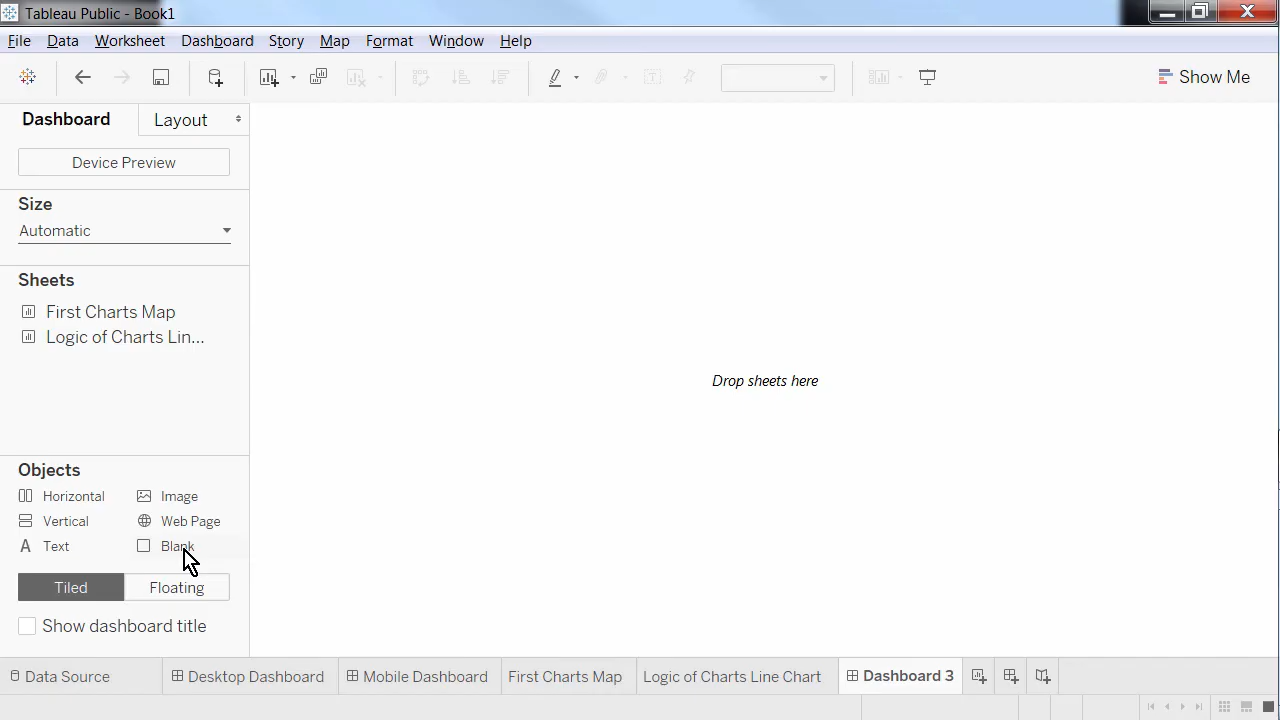 Tableau Public - Book1
File Data Worksheet Dashboard Story Map Format Window Help
Show Me
Dashboard Layout
Device Preview
Size
Automatic
Sheets
First Charts Map
Logic of Charts Lin...
Drop sheets here
Objects
Horizontal Image
Vertical Web Page
A Text Blank
Tiled Floating
Show dashboard title
Data Source Desktop Dashboard Mobile Dashboard First Charts Map Logic of Charts Line Chart Dashboard 3